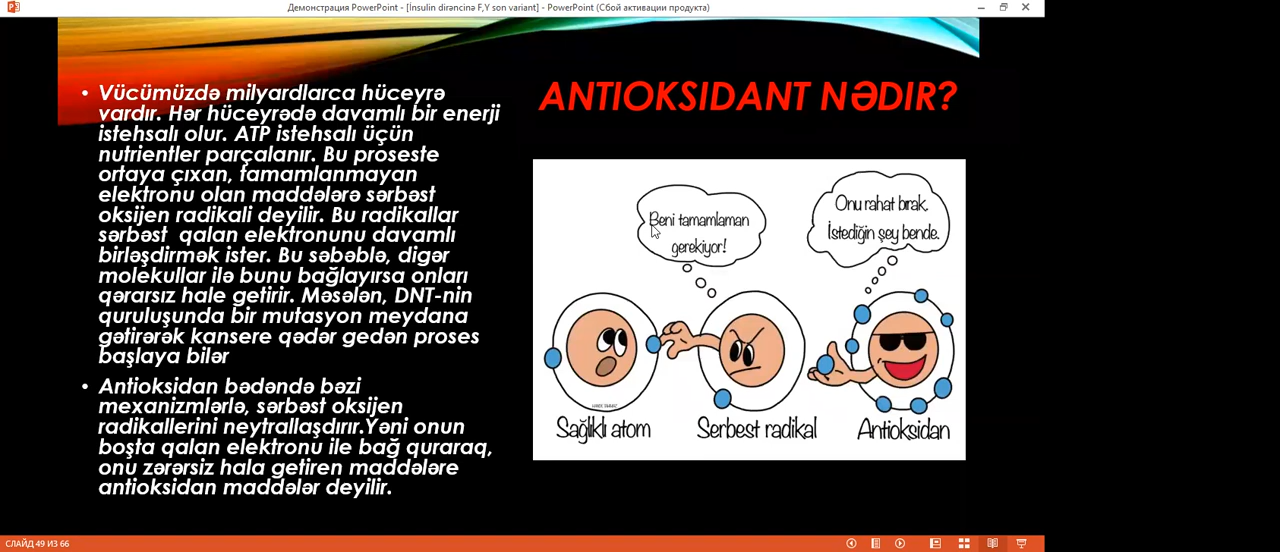 Демонстрация PowerPoint - [İnsulin dirəncinə F,Y son variant] - PowerPoint (Сбой активации продукта)
ANTIOKSIDANT NƏDIR?
• Vücümüzdə milyardlarca hüceyrə
vardır. Hər hüceyrədə davamlı bir enerji
istehsalı olur. ATP istehsalı üçün
nutrientler parçalanır. Bu proseste
ortaya çıxan, tamamlanmayan
elektronu olan maddələrə sərbəst
oksijen radikali deyilir. Bu radikallar
sərbəst qalan elektronunu davamlı
birləşdirmək ister. Bu səbəblə, digər
molekullar ilə bunu bağlayırsa onları
qərarsız hale getirir. Məsələn, DNT-nin
quruluşunda bir mutasyon meydana
gətirərək kansere qədər gedən proses
başlaya bilər
• Antioksidan bədəndə bəzi
mexanizmlərlə, sərbəst oksijen
radikallerini neytrallaşdırır.Yəni onun
boşta qalan elektronu ile bağ quraraq,
onu zərərsiz hala getiren maddələre
antioksidan maddələr deyilir.
Beni tamamlaman
gerekiyor!
Onu rahat bırak.
İstediğin şey bende.
Sağlıklı atom
Serbest radikal
Antioksidan
СЛАЙД 49 ИЗ 66